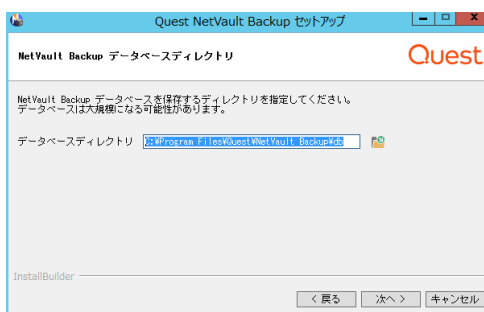 Quest NetVault Backup セットアップ
NetVault Backup データベースディレクトリ
Quest
NetVault Backup データベースを保存するディレクトリを指定してください。
データベースは大規模になる可能性があります。
データベースディレクトリ C:¥Program Files¥Quest¥NetVault Backup¥db
InstallBuilder
< 戻る 次へ > キャンセル